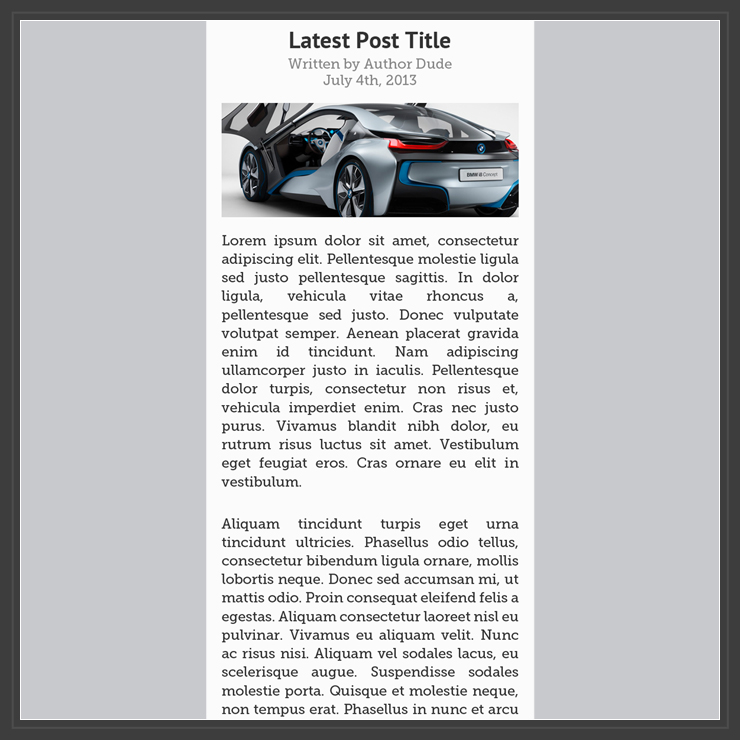 Latest Post Title
Written by Author Dude
July 4th, 2013
BMW i8 Concept
Lorem ipsum dolor sit amet, consectetur
adipiscing elit. Pellentesque molestie ligula
sed justo pellentesque sagittis. In dolor
ligula, vehicula vitae rhoncus a,
pellentesque sed justo. Donec vulputate
volutpat semper. Aenean placerat gravida
enim id tincidunt. Nam adipiscing
ullamcorper justo in iaculis. Pellentesque
dolor turpis, consectetur non risus et,
vehicula imperdiet enim. Cras nec justo
purus. Vivamus blandit nibh dolor, eu
rutrum risus luctus sit amet. Vestibulum
eget feugiat eros. Cras ornare eu elit in
vestibulum.
Aliquam tincidunt turpis eget urna
tincidunt ultricies. Phasellus odio tellus,
consectetur bibendum ligula ornare, mollis
lobortis neque. Donec sed accumsan mi, ut
mattis odio. Proin consequat eleifend felis a
egestas. Aliquam consectetur laoreet nisl eu
pulvinar. Vivamus eu aliquam velit. Nunc
ac risus nisi. Aliquam vel sodales lacus, eu
scelerisque augue. Suspendisse sodales
molestie porta. Quisque et molestie neque,
non tempus erat. Phasellus in nunc et arcu